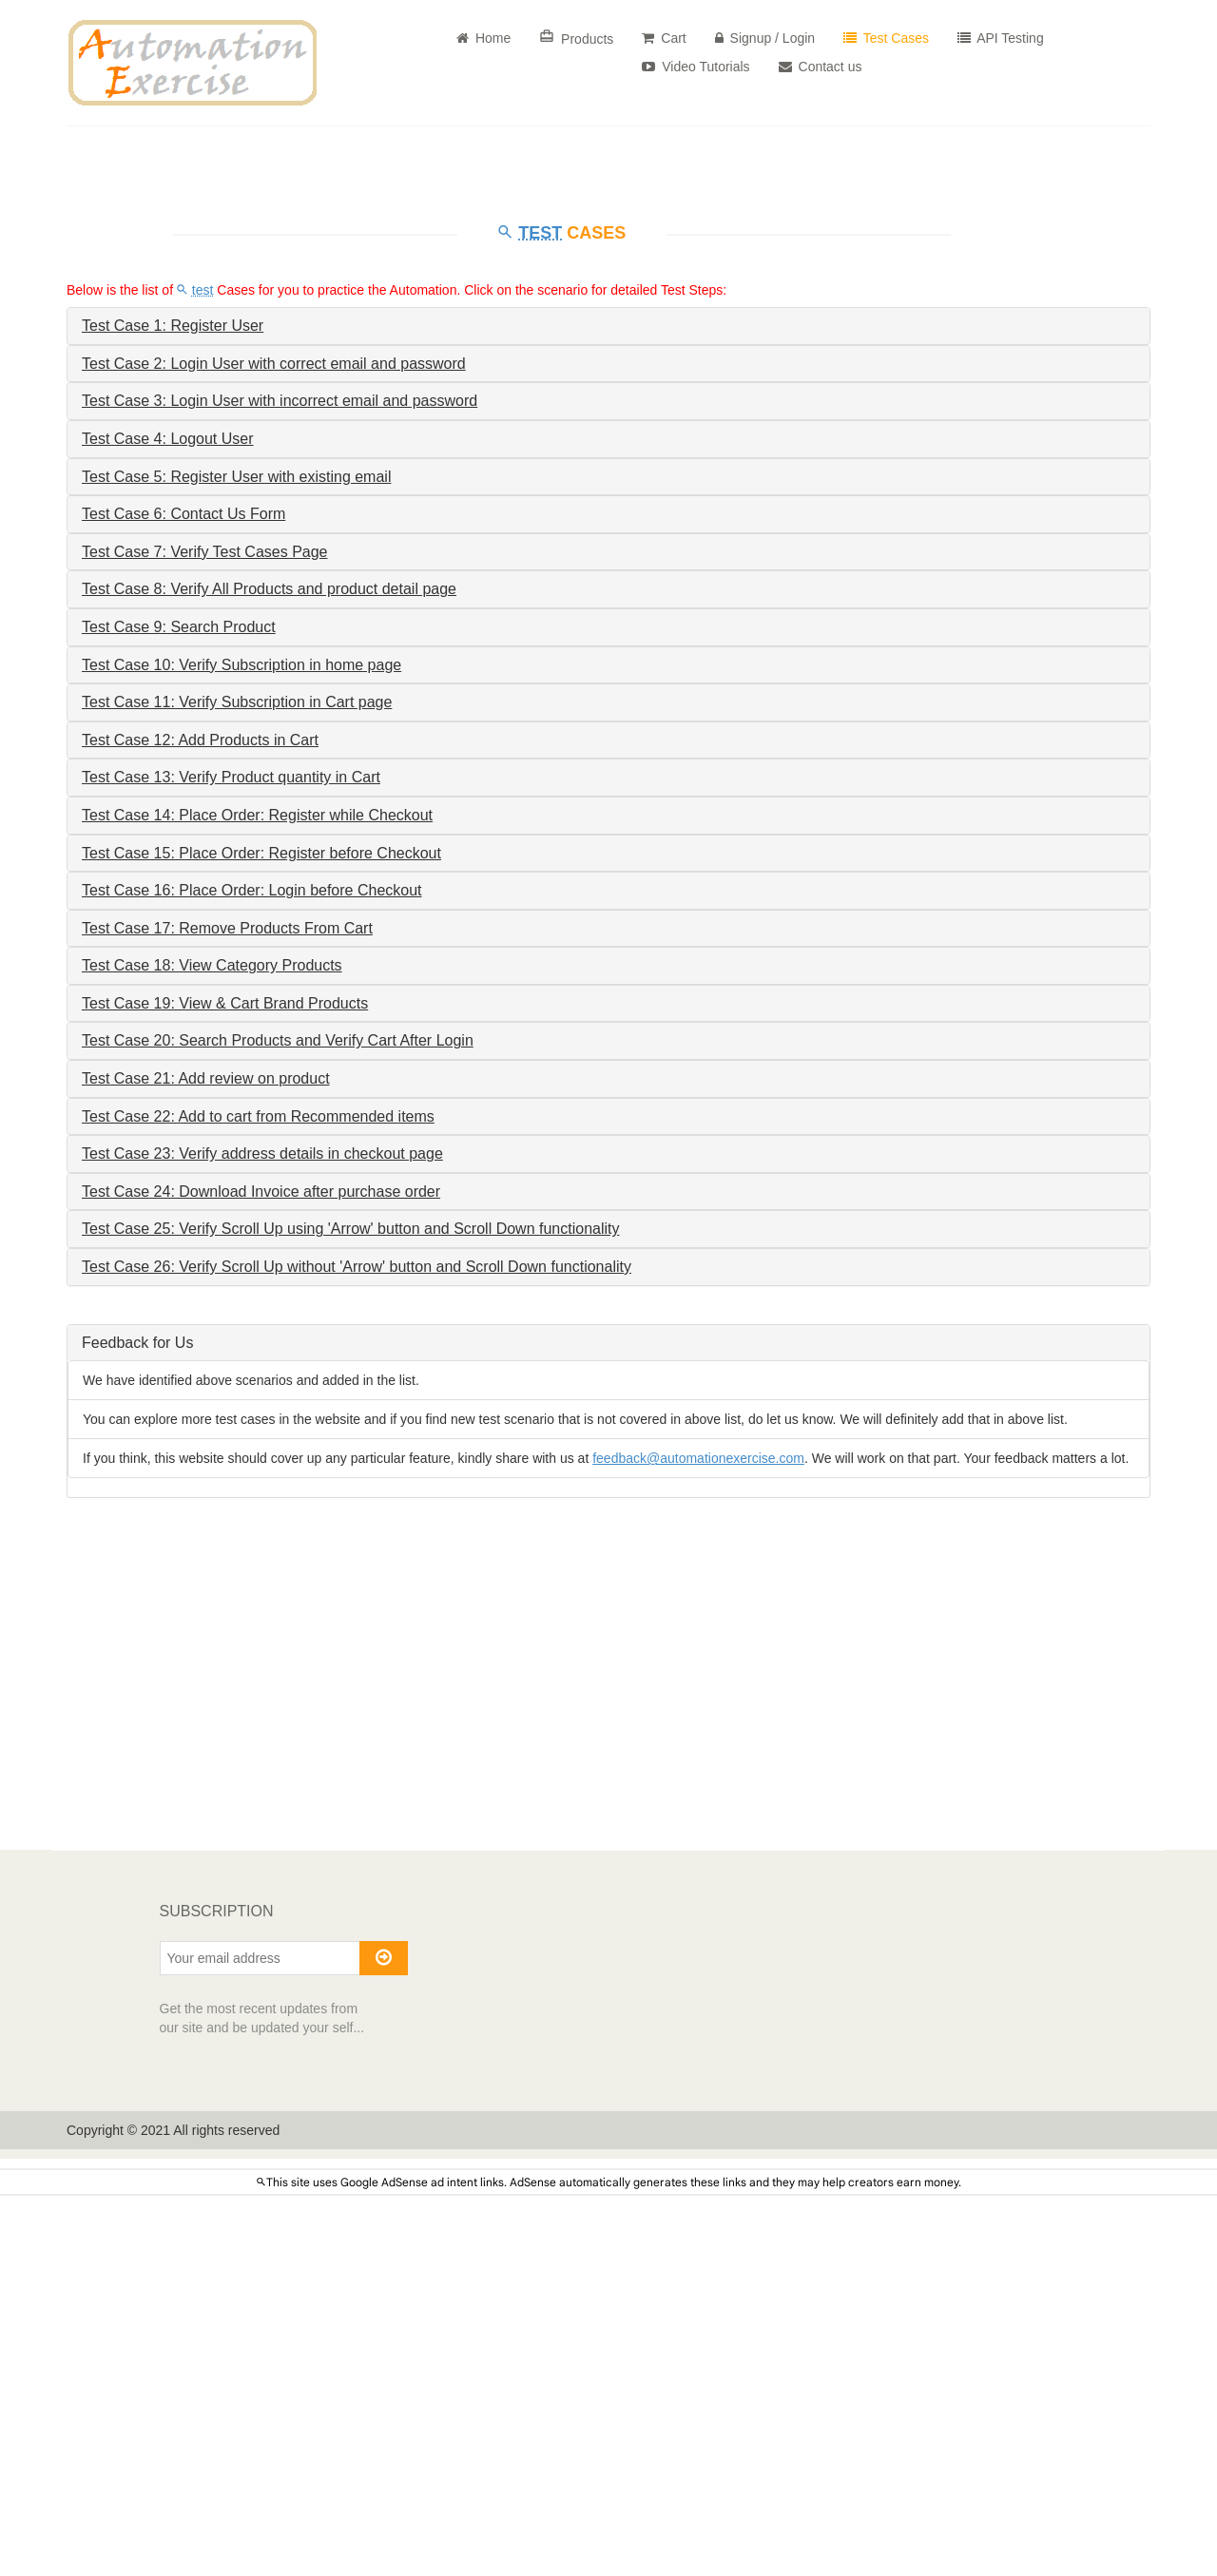 Automation
Exercise
Home Products Cart Signup / Login Test Cases API Testing
Video Tutorials Contact us
TEST CASES
Below is the list of test Cases for you to practice the Automation. Click on the scenario for detailed Test Steps:
Test Case 1: Register User
Test Case 2: Login User with correct email and password
Test Case 3: Login User with incorrect email and password
Test Case 4: Logout User
Test Case 5: Register User with existing email
Test Case 6: Contact Us Form
Test Case 7: Verify Test Cases Page
Test Case 8: Verify All Products and product detail page
Test Case 9: Search Product
Test Case 10: Verify Subscription in home page
Test Case 11: Verify Subscription in Cart page
Test Case 12: Add Products in Cart
Test Case 13: Verify Product quantity in Cart
Test Case 14: Place Order: Register while Checkout
Test Case 15: Place Order: Register before Checkout
Test Case 16: Place Order: Login before Checkout
Test Case 17: Remove Products From Cart
Test Case 18: View Category Products
Test Case 19: View & Cart Brand Products
Test Case 20: Search Products and Verify Cart After Login
Test Case 21: Add review on product
Test Case 22: Add to cart from Recommended items
Test Case 23: Verify address details in checkout page
Test Case 24: Download Invoice after purchase order
Test Case 25: Verify Scroll Up using 'Arrow' button and Scroll Down functionality
Test Case 26: Verify Scroll Up without 'Arrow' button and Scroll Down functionality
Feedback for Us
We have identified above scenarios and added in the list.
You can explore more test cases in the website and if you find new test scenario that is not covered in above list, do let us know. We will definitely add that in above list.
If you think, this website should cover up any particular feature, kindly share with us at feedback@automationexercise.com. We will work on that part. Your feedback matters a lot.
SUBSCRIPTION
Your email address
Get the most recent updates from
our site and be updated your self...
Copyright © 2021 All rights reserved
This site uses Google AdSense ad intent links. AdSense automatically generates these links and they may help creators earn money.